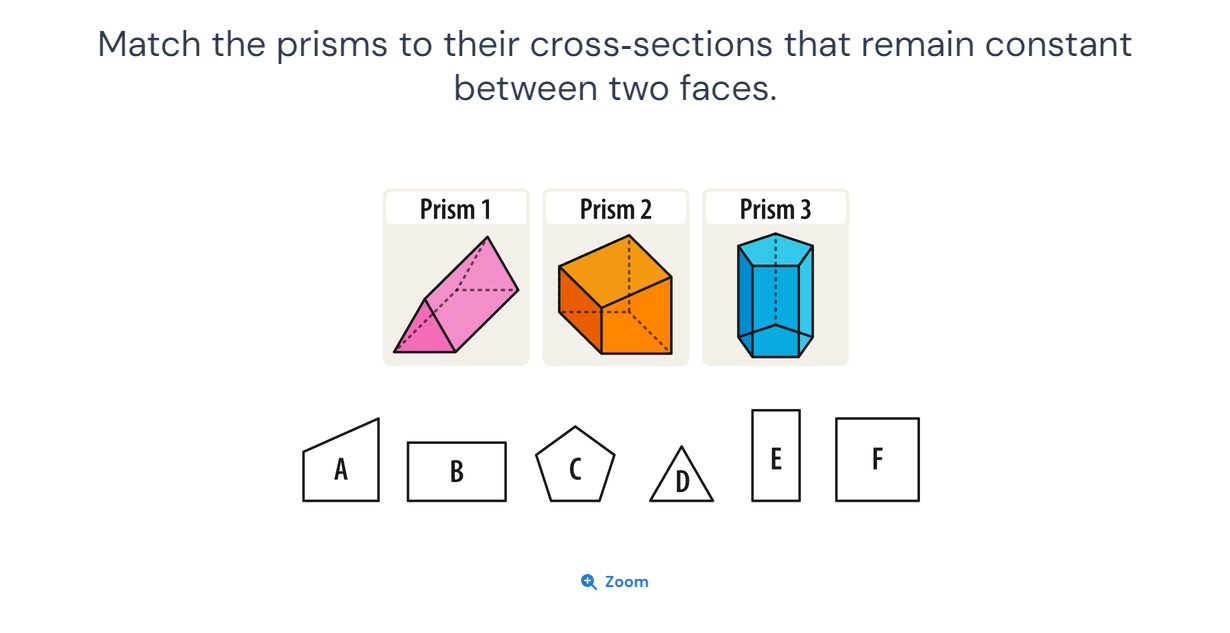 Match the prisms to their cross-sections that remain constant
between two faces.
Prism 1
Prism 2
Prism 3
A
B
C
D
E
F
Zoom